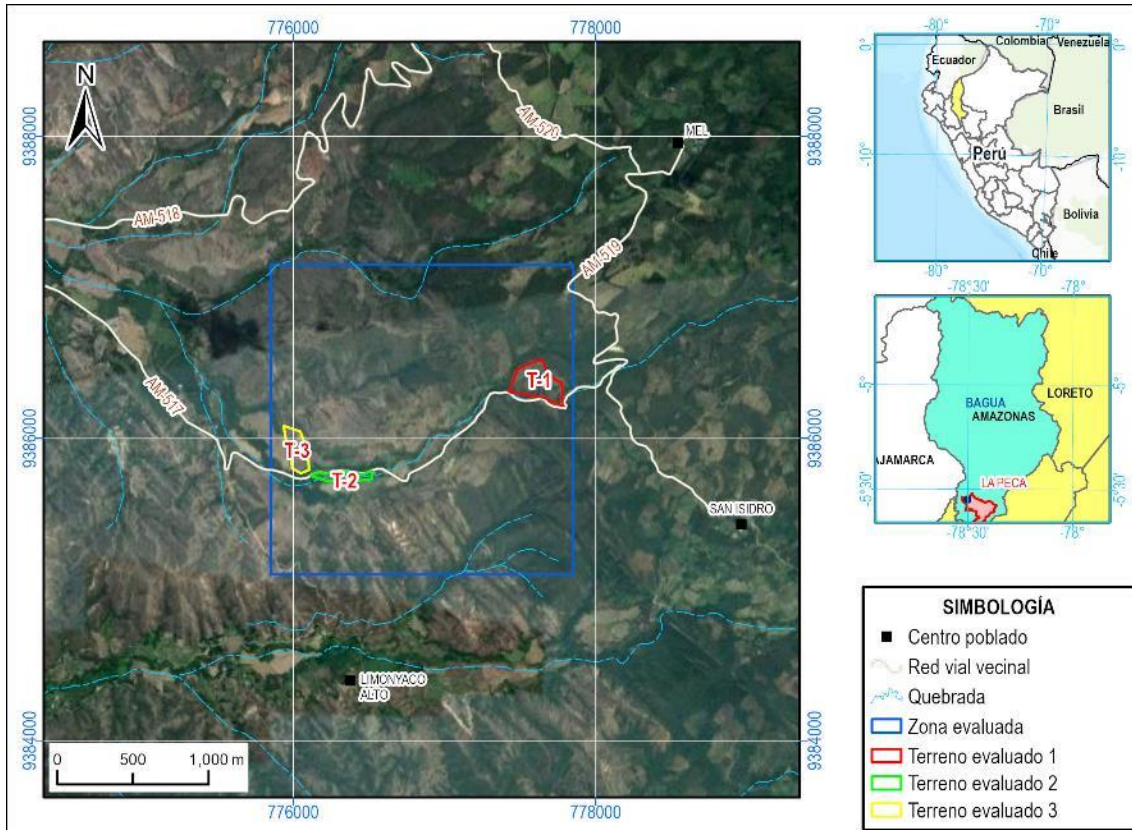 776000
778000
N
9388000
9388000
AM-520
MEL
AM-518
AM-519
AM-517
T-1
9386000
9386000
T-3
T-2
SAN ISIDRO
LIMONYACO
ALTO
9384000
9384000
0 500 1,000 m
776000
778000
-80°
-70°
0°
0°
Colombia
Venezuela
Ecuador
Brasil
-10°
-10°
Perú
Bolivia
Chile
-80°
-70°
-78°30'
-78°
-5°
-5°
LORETO
BAGUA
AMAZONAS
AJAMARCA
-5°30'
-5°30'
LA PECA
-78°30'
-78°
SIMBOLOGÍA
Centro poblado
Red vial vecinal
Quebrada
Zona evaluada
Terreno evaluado 1
Terreno evaluado 2
Terreno evaluado 3